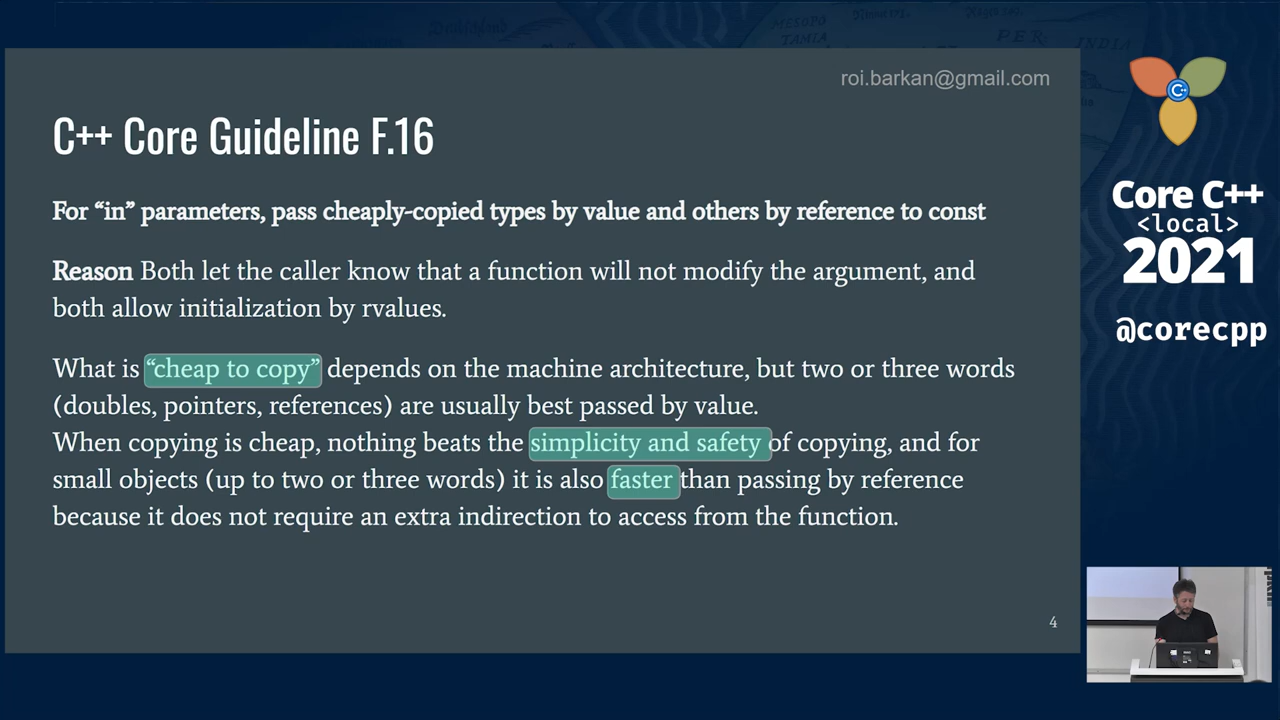 roi.barkan@gmail.com
C++ Core Guideline F.16
For “in” parameters, pass cheaply-copied types by value and others by reference to const
Reason Both let the caller know that a function will not modify the argument, and
both allow initialization by rvalues.
What is “cheap to copy” depends on the machine architecture, but two or three words
(doubles, pointers, references) are usually best passed by value.
When copying is cheap, nothing beats the simplicity and safety of copying, and for
small objects (up to two or three words) it is also faster than passing by reference
because it does not require an extra indirection to access from the function.
4
C++
Core C++
<local>
2021
@corecpp
MESOPO
TAMIA
PER
INDIA